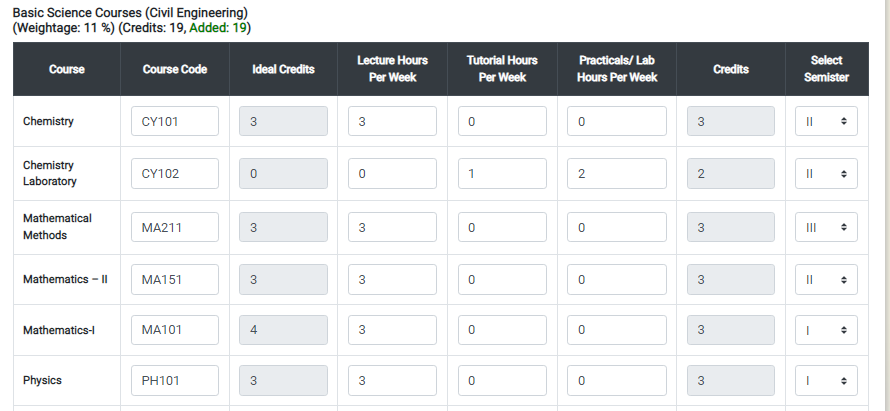 Basic Science Courses (Civil Engineering)
(Weightage: 11 %) (Credits: 19, Added: 19)
Course Course Code Ideal Credits Lecture Hours Per Week Tutorial Hours Per Week Practicals/ Lab Hours Per Week Credits Select Semister
Chemistry CY101 3 3 0 0 3 II
Chemistry Laboratory CY102 0 0 1 2 2 II
Mathematical Methods MA211 3 3 0 0 3 III
Mathematics – II MA151 3 3 0 0 3 II
Mathematics-I MA101 4 3 0 0 3 I
Physics PH101 3 3 0 0 3 I